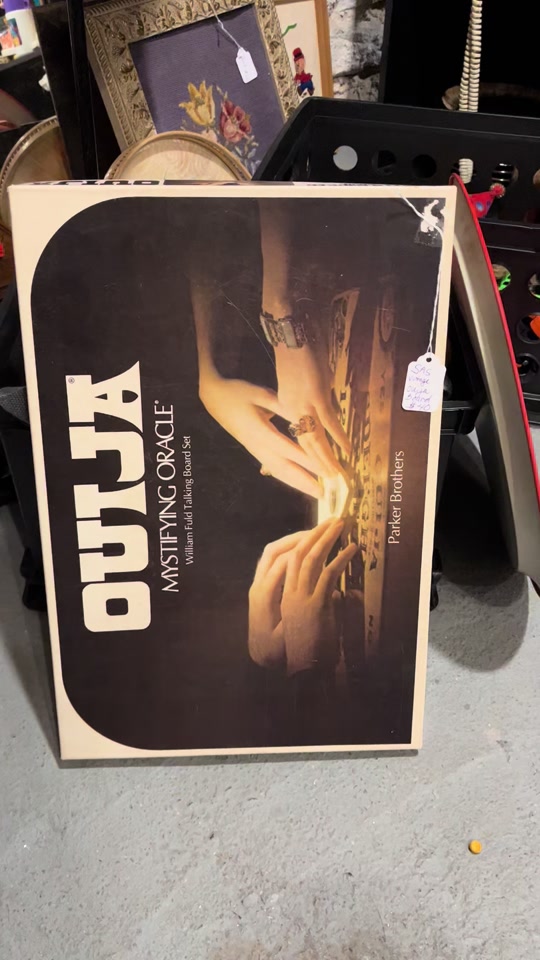 OUIJA®
MYSTIFYING ORACLE®
William Fuld Talking Board Set
Parker Brothers